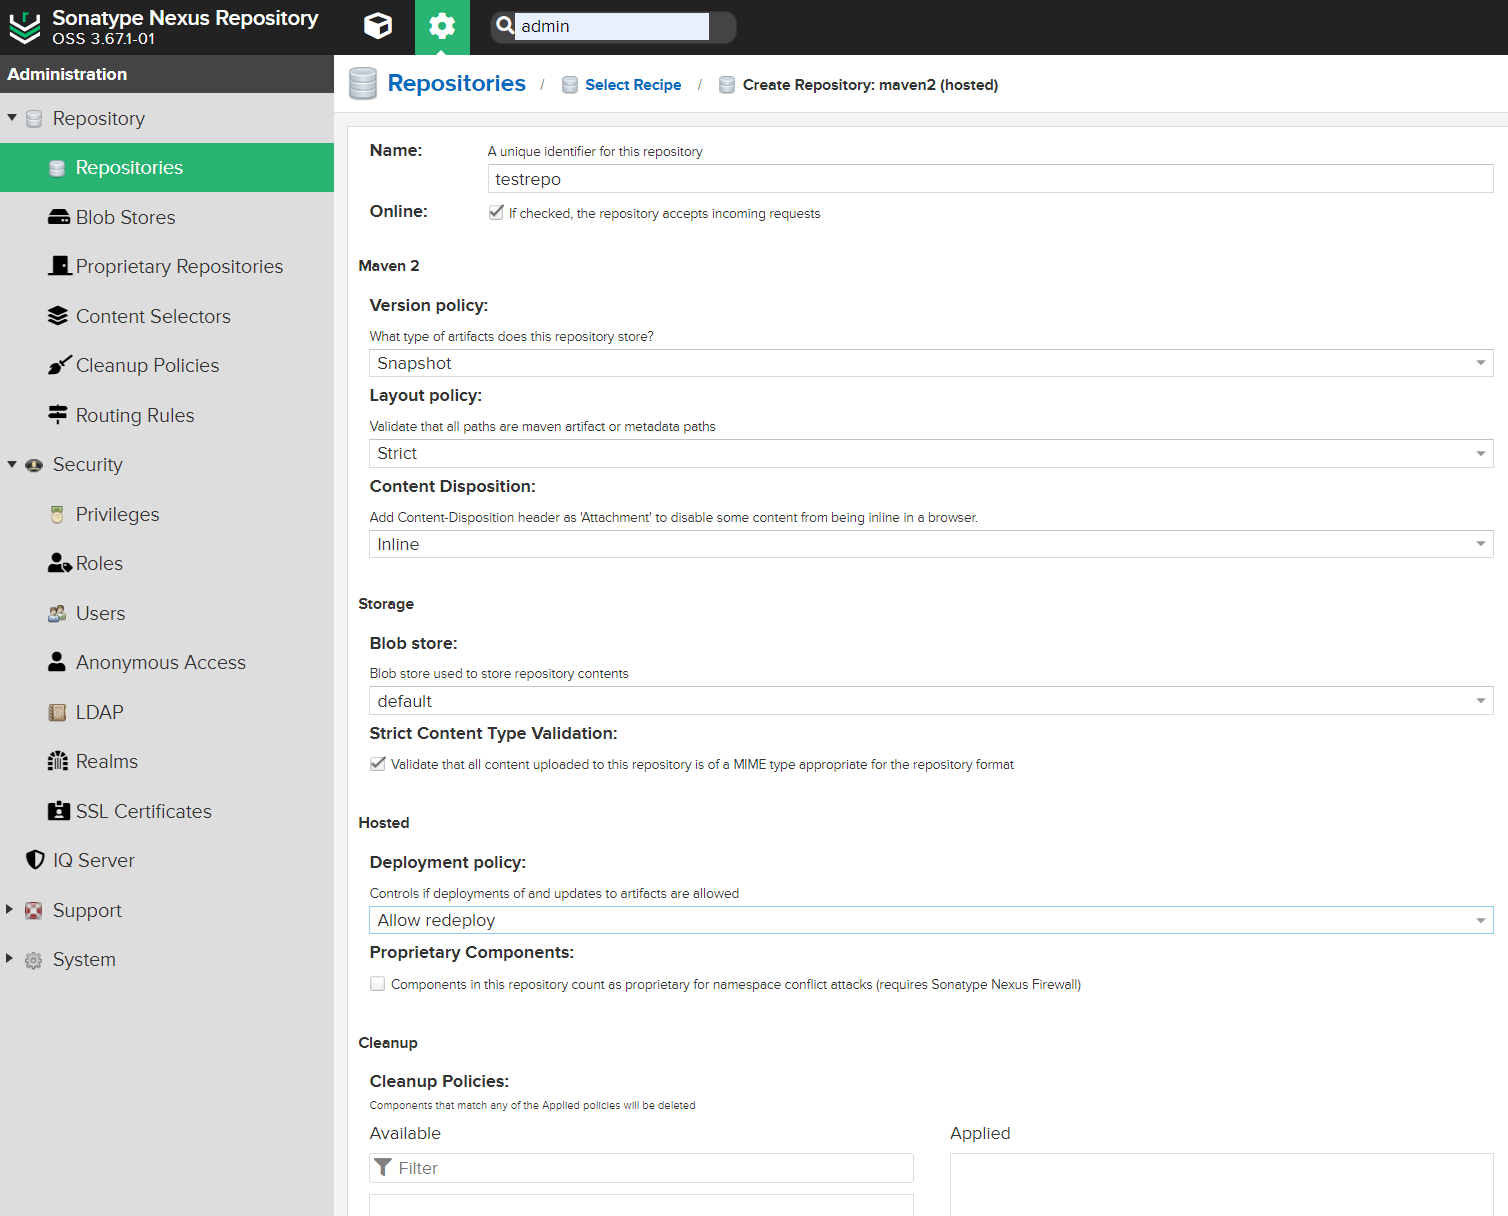 Sonatype Nexus Repository
OSS 3.67.1-01
admin
Administration
Repository
Repositories
Blob Stores
Proprietary Repositories
Content Selectors
Cleanup Policies
Routing Rules
Security
Privileges
Roles
Users
Anonymous Access
LDAP
Realms
SSL Certificates
IQ Server
Support
System
Repositories / Select Recipe / Create Repository: maven2 (hosted)
Name:
A unique identifier for this repository
testrepo
Online:
If checked, the repository accepts incoming requests
Maven 2
Version policy:
What type of artifacts does this repository store?
Snapshot
Layout policy:
Validate that all paths are maven artifact or metadata paths
Strict
Content Disposition:
Add Content-Disposition header as 'Attachment' to disable some content from being inline in a browser.
Inline
Storage
Blob store:
Blob store used to store repository contents
default
Strict Content Type Validation:
Validate that all content uploaded to this repository is of a MIME type appropriate for the repository format
Hosted
Deployment policy:
Controls if deployments of and updates to artifacts are allowed
Allow redeploy
Proprietary Components:
Components in this repository count as proprietary for namespace conflict attacks (requires Sonatype Nexus Firewall)
Cleanup
Cleanup Policies:
Components that match any of the Applied policies will be deleted
Available
Applied
Filter